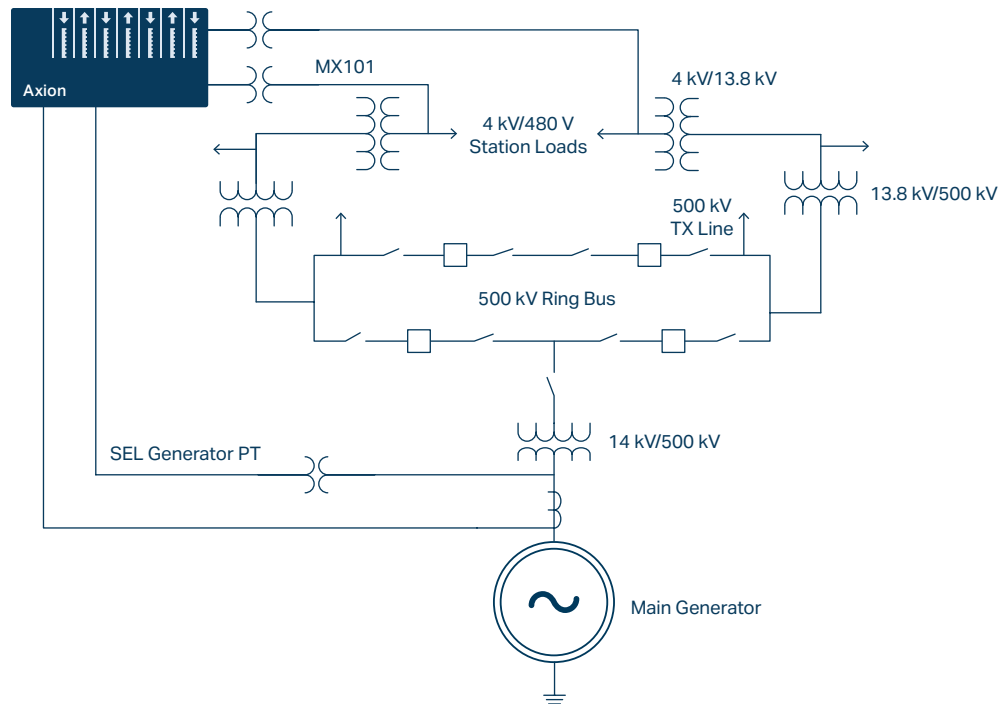 Axion
MX101
4 kV/13.8 kV
4 kV/480 V
Station Loads
13.8 kV/500 kV
500 kV
TX Line
500 kV Ring Bus
14 kV/500 kV
SEL Generator PT
Main Generator